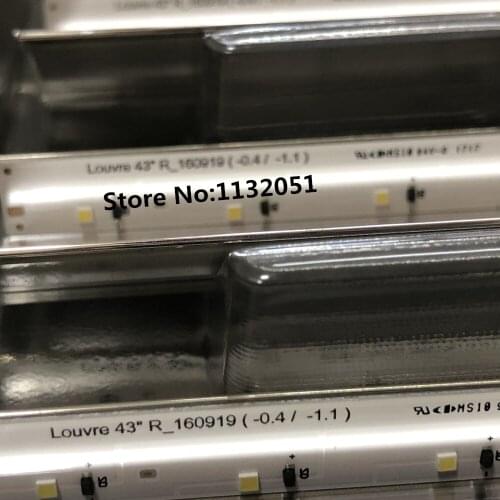 Louvre 43" R_160919 ( -0.4 / -1.1 )
Store No:1132051
Louvre 43" R_160919 ( -0.4 / -1.1 )